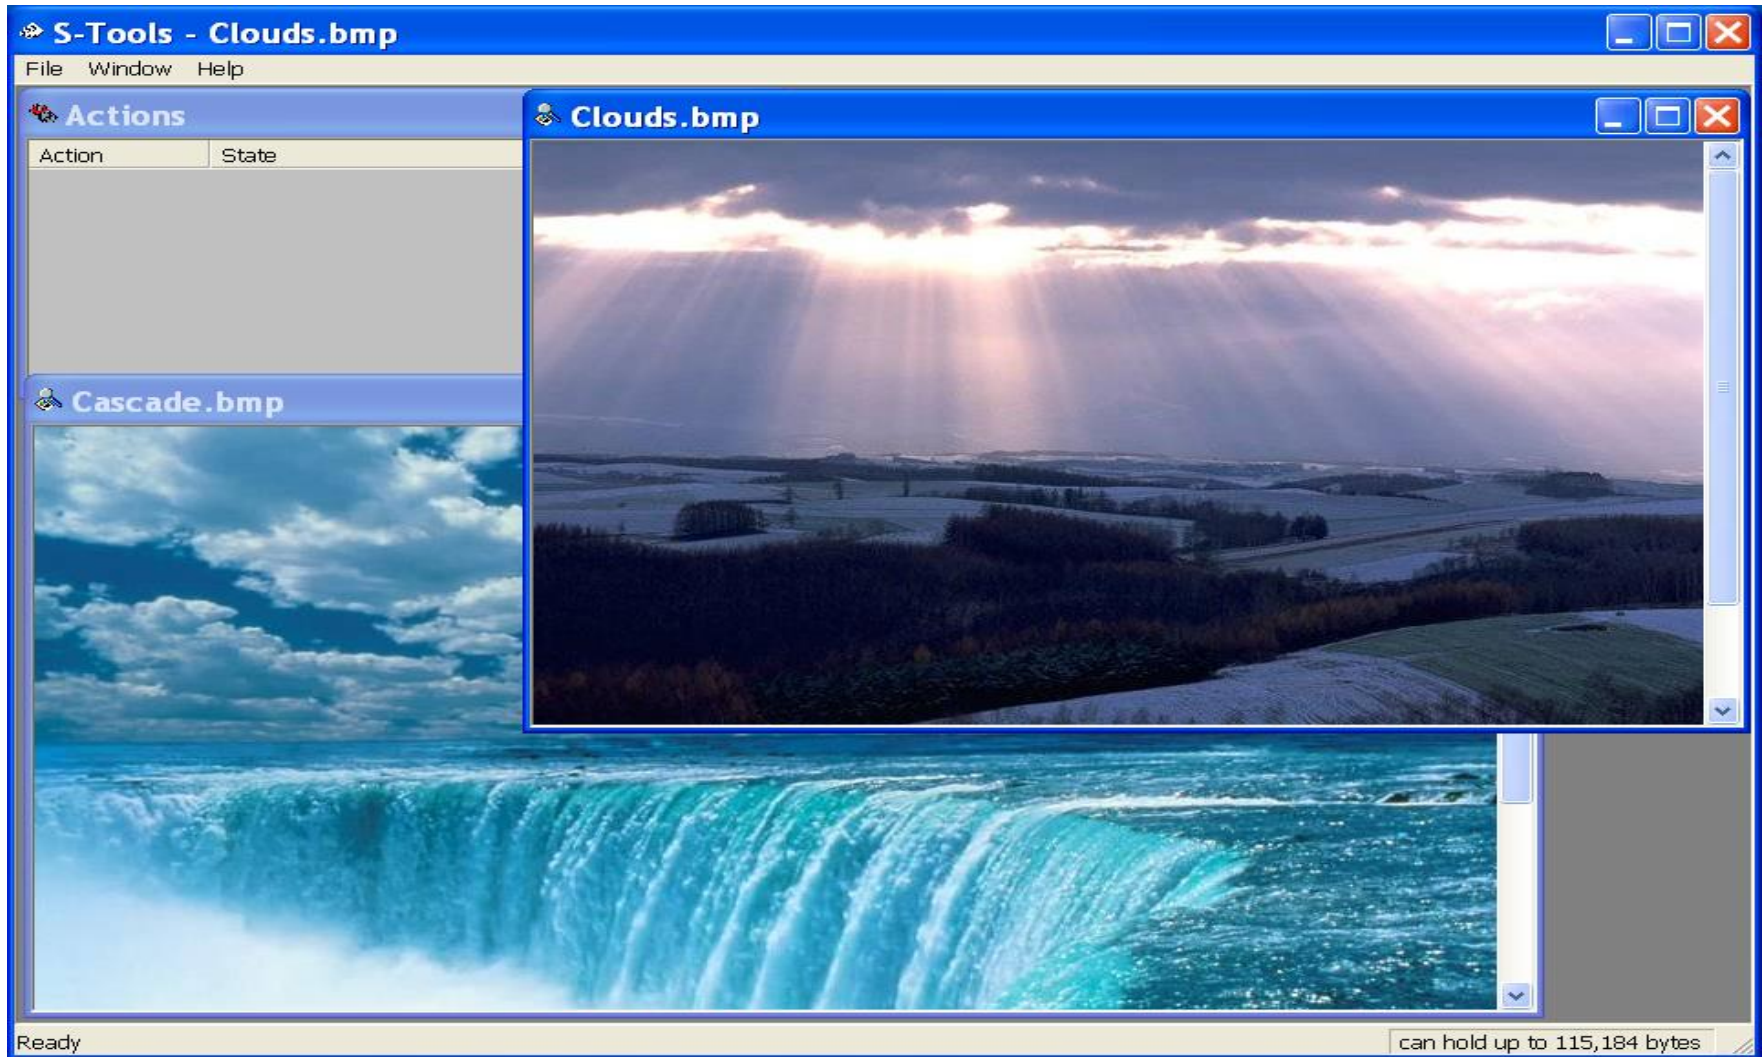 S-Tools - Clouds.bmp
File Window Help
Actions
Action State
Clouds.bmp
Cascade.bmp
Ready
can hold up to 115,184 bytes